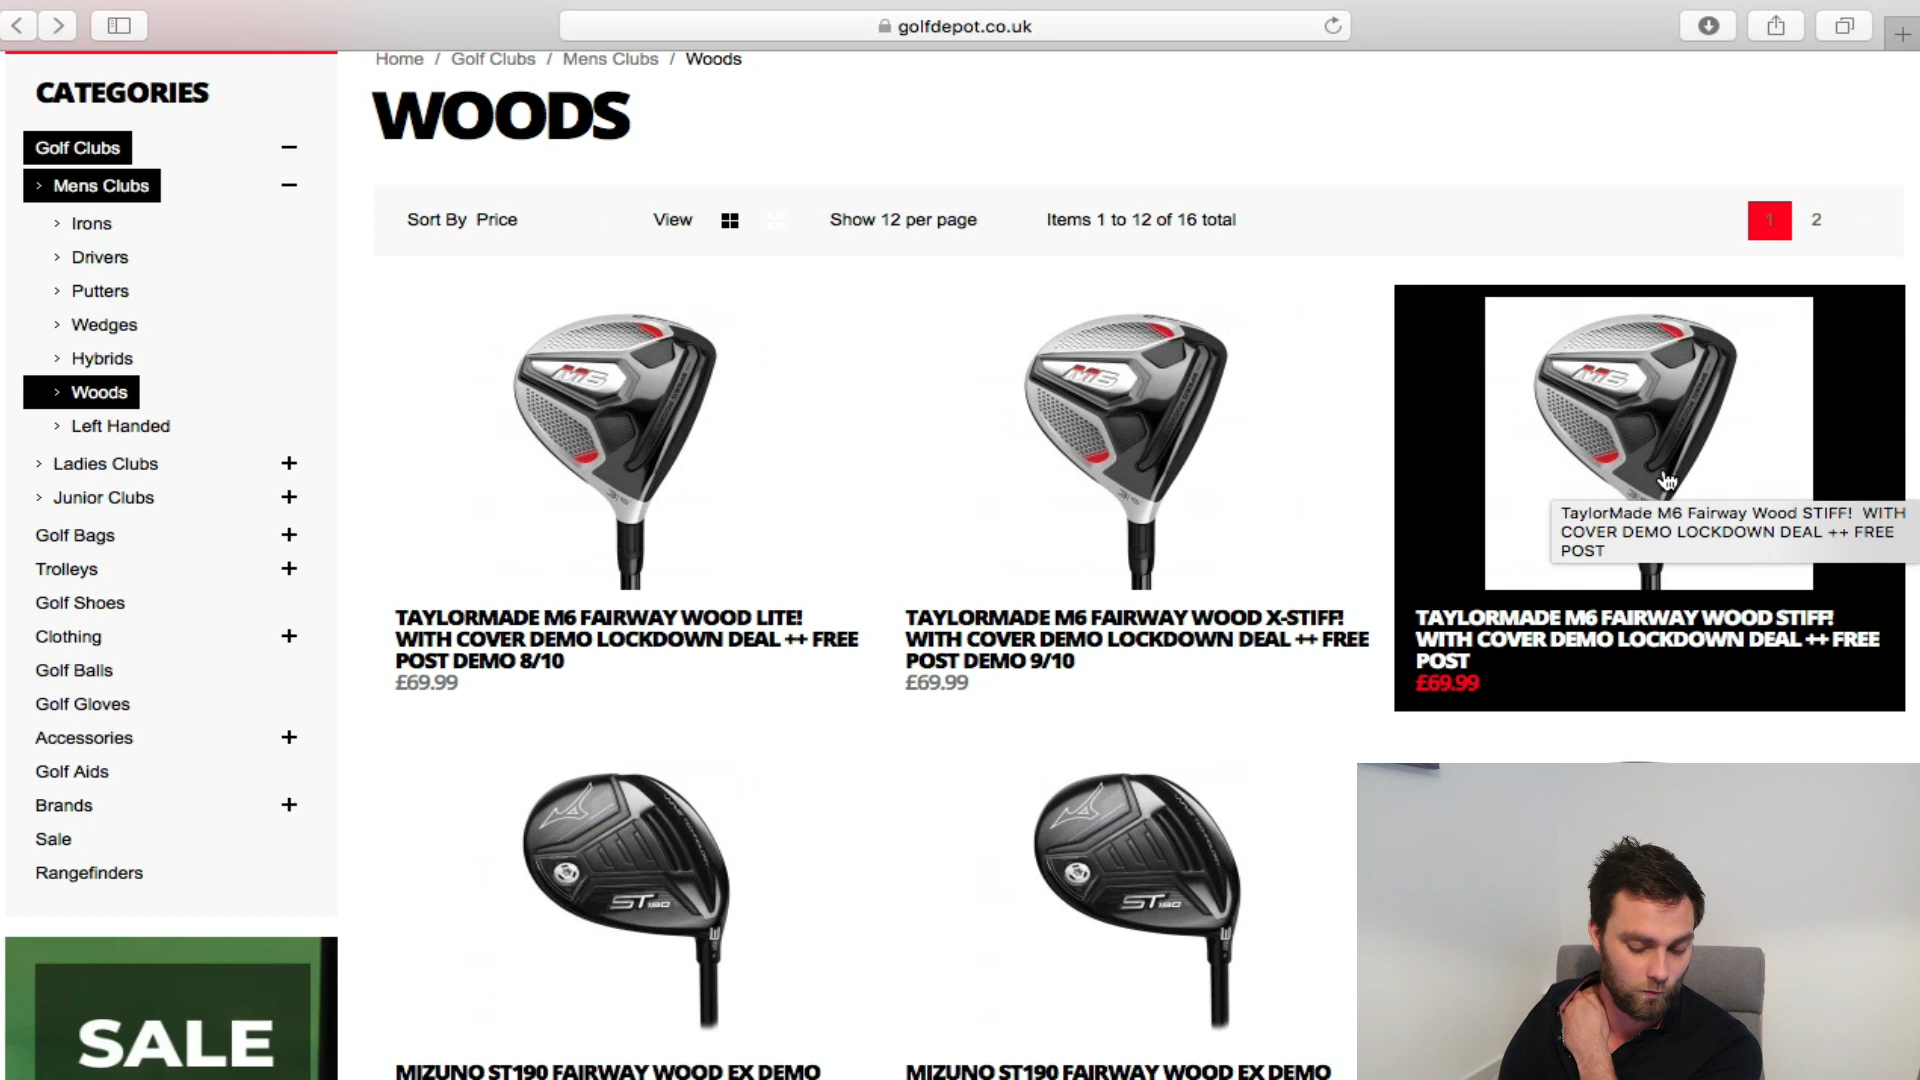 golfdepot.co.uk
Home / Golf Clubs / Mens Clubs / Woods
CATEGORIES
Golf Clubs
Mens Clubs
Irons
Drivers
Putters
Wedges
Hybrids
Woods
Left Handed
Ladies Clubs
Junior Clubs
Golf Bags
Trolleys
Golf Shoes
Clothing
Golf Balls
Golf Gloves
Accessories
Golf Aids
Brands
Sale
Rangefinders
SALE
WOODS
Sort By Price View Show 12 per page Items 1 to 12 of 16 total 1 2
M6
TAYLORMADE M6 FAIRWAY WOOD LITE!
WITH COVER DEMO LOCKDOWN DEAL ++ FREE
POST DEMO 8/10
£69.99
M6
TAYLORMADE M6 FAIRWAY WOOD X-STIFF!
WITH COVER DEMO LOCKDOWN DEAL ++ FREE
POST DEMO 9/10
£69.99
M6
TaylorMade M6 Fairway Wood STIFF! WITH
COVER DEMO LOCKDOWN DEAL ++ FREE
POST
TAYLORMADE M6 FAIRWAY WOOD STIFF!
WITH COVER DEMO LOCKDOWN DEAL ++ FREE
POST
£69.99
ST190
MIZUNO ST190 FAIRWAY WOOD EX DEMO
ST190
MIZUNO ST190 FAIRWAY WOOD EX DEMO